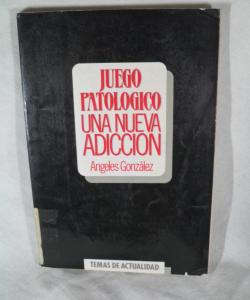 JUEGO
PATOLOGICO
UNA NUEVA
ADICCION
Angeles González
TEMAS DE ACTUALIDAD